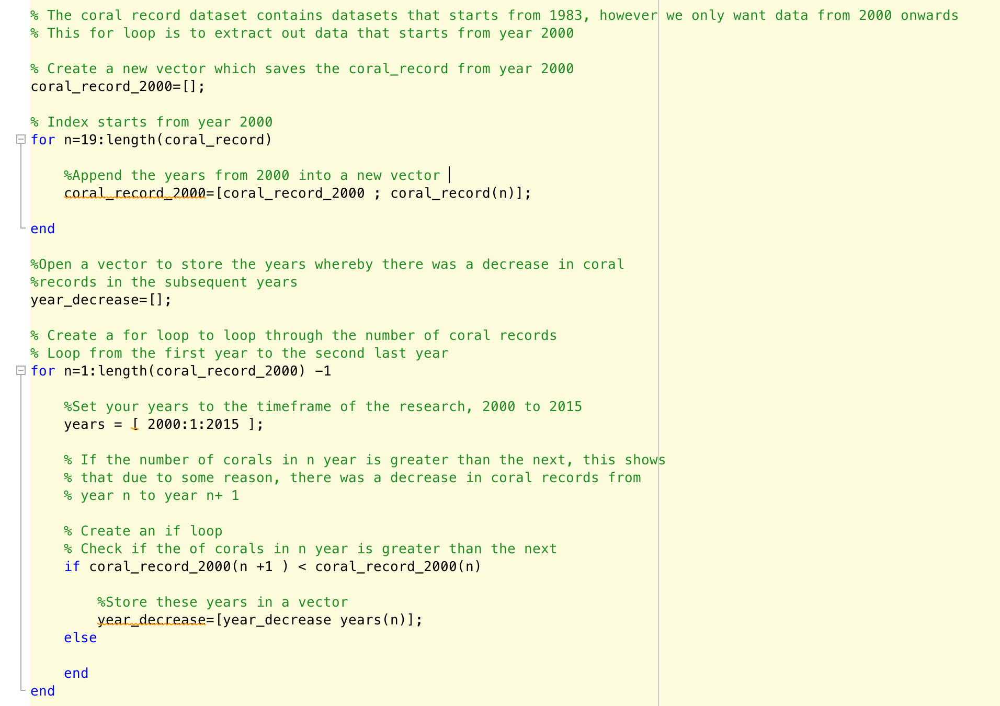 % The coral record dataset contains datasets that starts from 1983, however we only want data from 2000 onwards
% This for loop is to extract out data that starts from year 2000
% Create a new vector which saves the coral_record from year 2000
coral_record_2000=[];
% Index starts from year 2000
for n=19:length(coral_record)
%Append the years from 2000 into a new vector
coral_record_2000=[coral_record_2000 ; coral_record(n)];
end
%Open a vector to store the years whereby there was a decrease in coral
%records in the subsequent years
year_decrease=[];
% Create a for loop to loop through the number of coral records
% Loop from the first year to the second last year
for n=1:length(coral_record_2000) -1
%Set your years to the timeframe of the research, 2000 to 2015
years = [ 2000:1:2015 ];
% If the number of corals in n year is greater than the next, this shows
% that due to some reason, there was a decrease in coral records from
% year n to year n+ 1
% Create an if loop
% Check if the of corals in n year is greater than the next
if coral_record_2000(n +1 ) < coral_record_2000(n)
%Store these years in a vector
year_decrease=[year_decrease years(n)];
else
end
end